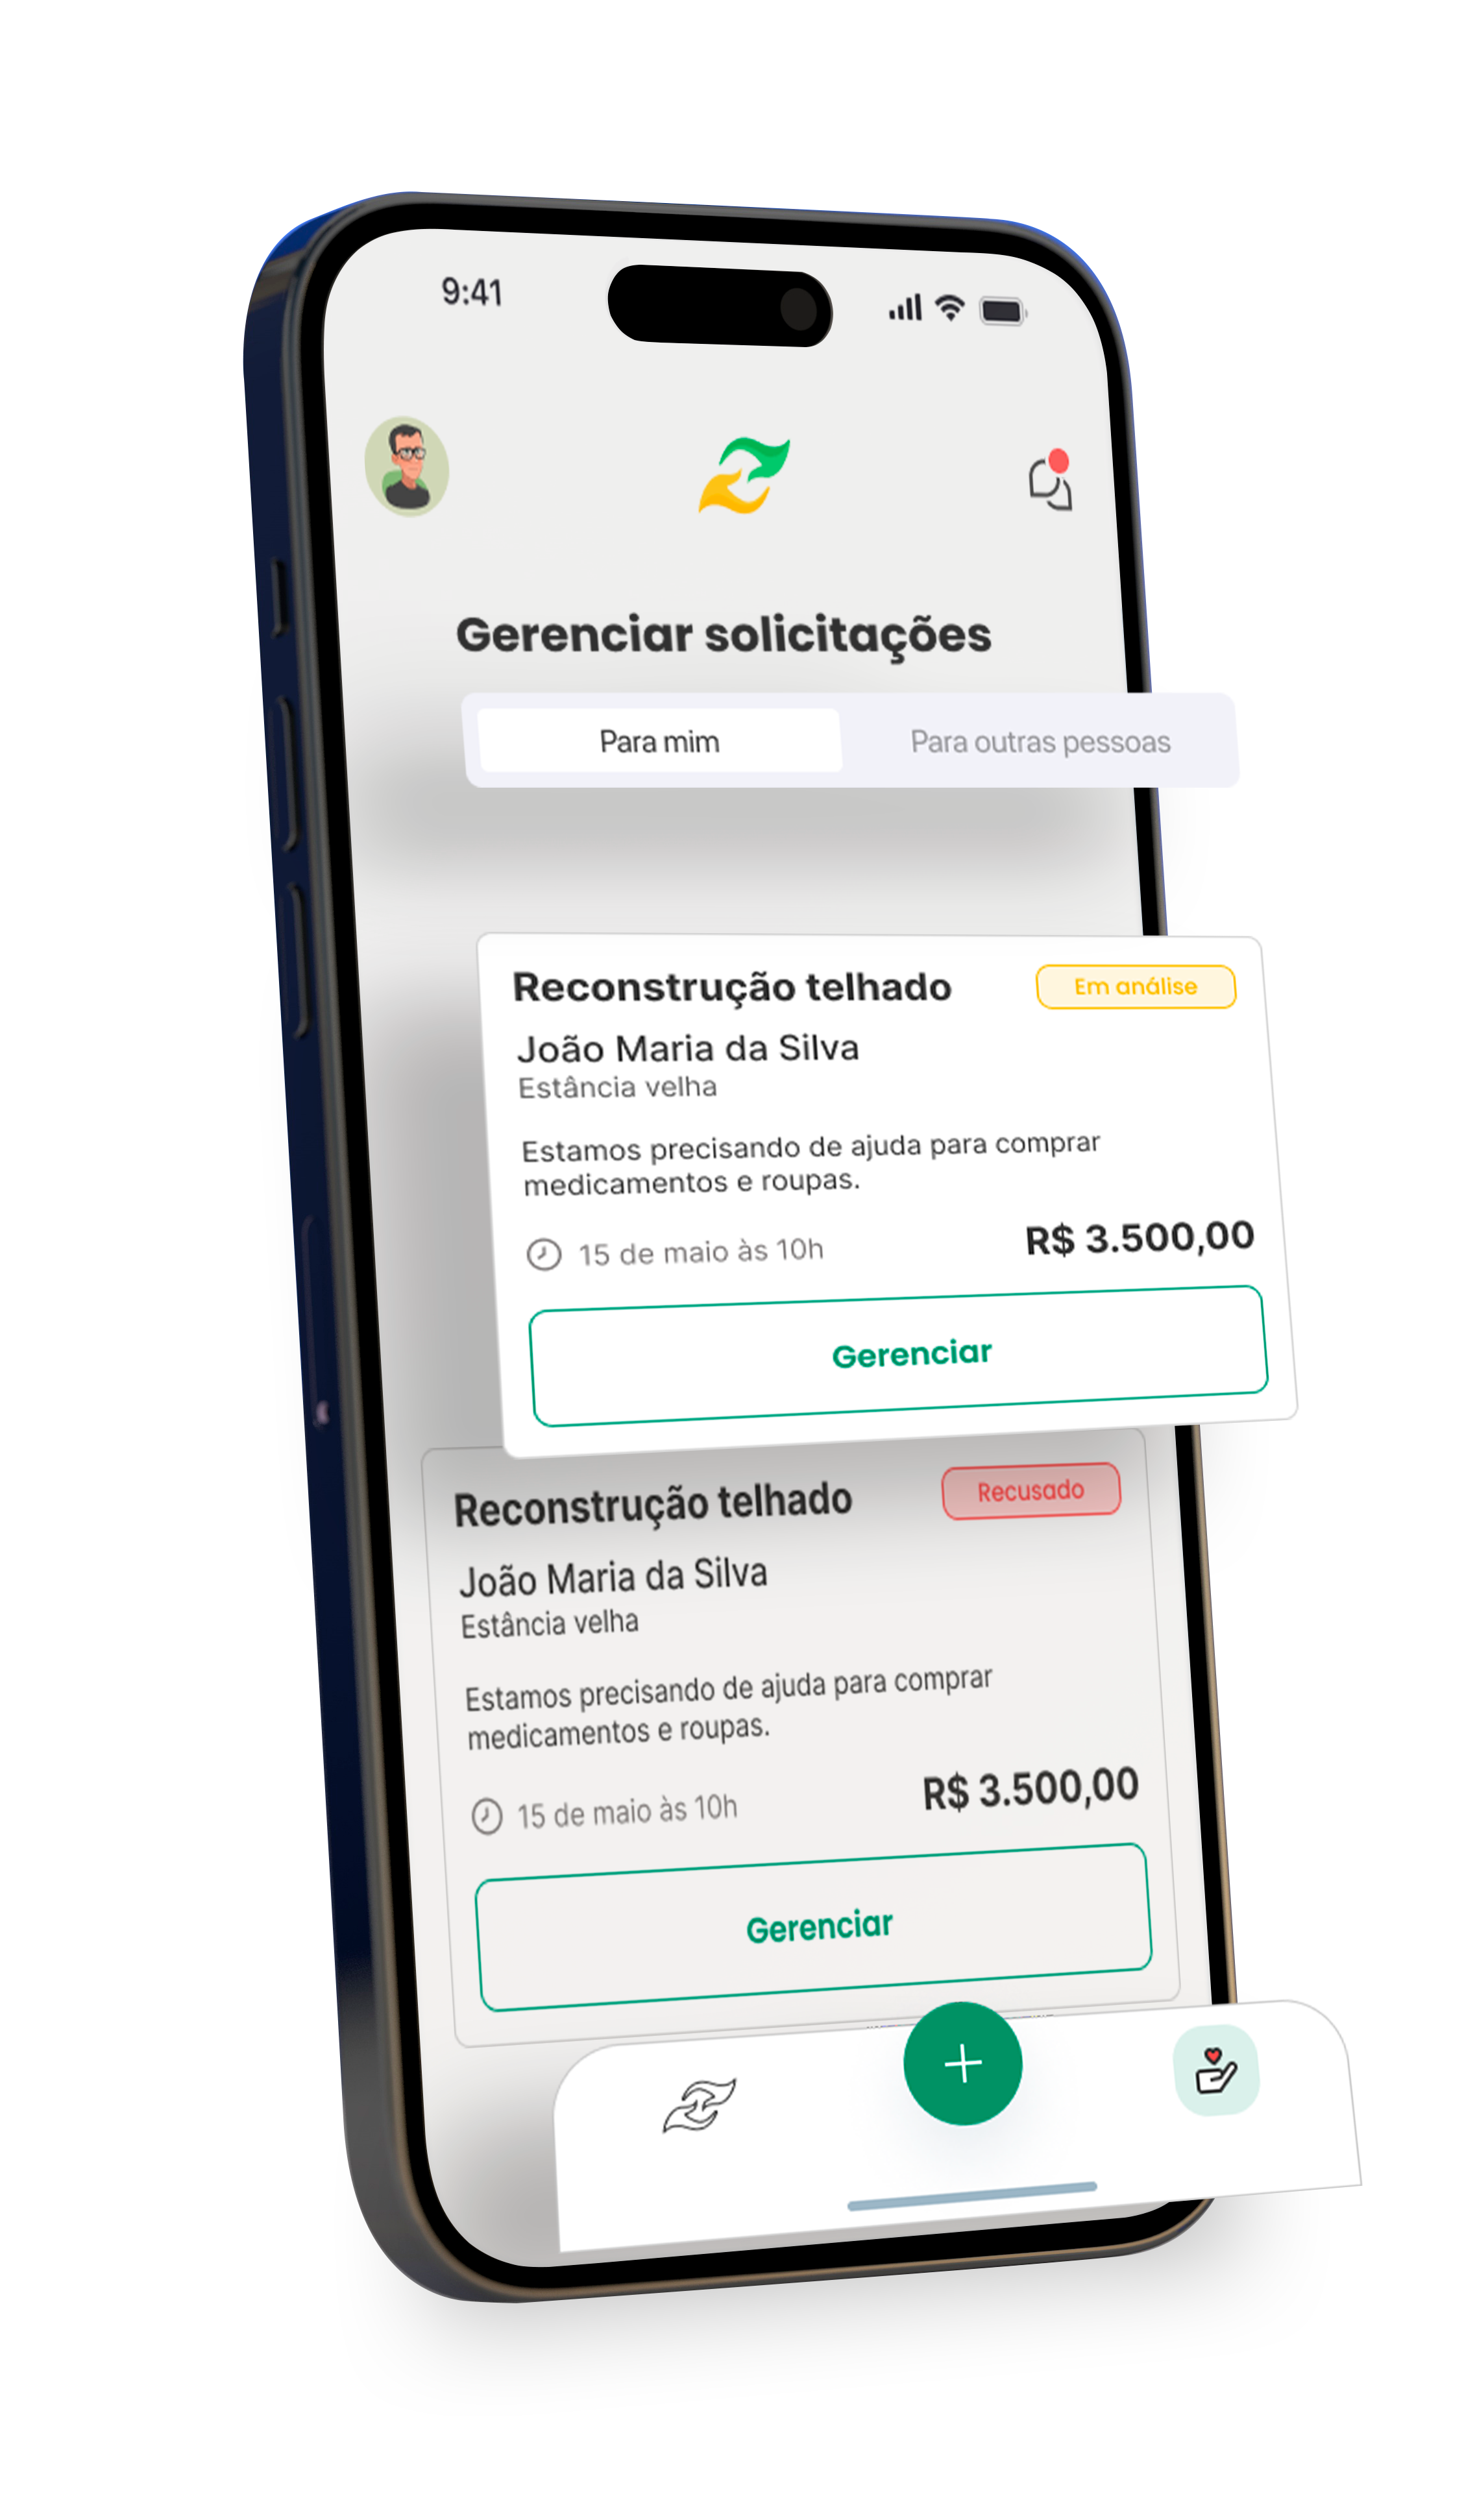 9:41
Gerenciar solicitações
Para mim
Para outras pessoas
Reconstrução telhado
Em análise
João Maria da Silva
Estância velha
Estamos precisando de ajuda para comprar
medicamentos e roupas.
15 de maio às 10h
R$ 3.500,00
Gerenciar
Reconstrução telhado
Recusado
João Maria da Silva
Estância velha
Estamos precisando de ajuda para comprar
medicamentos e roupas.
15 de maio às 10h
R$ 3.500,00
Gerenciar